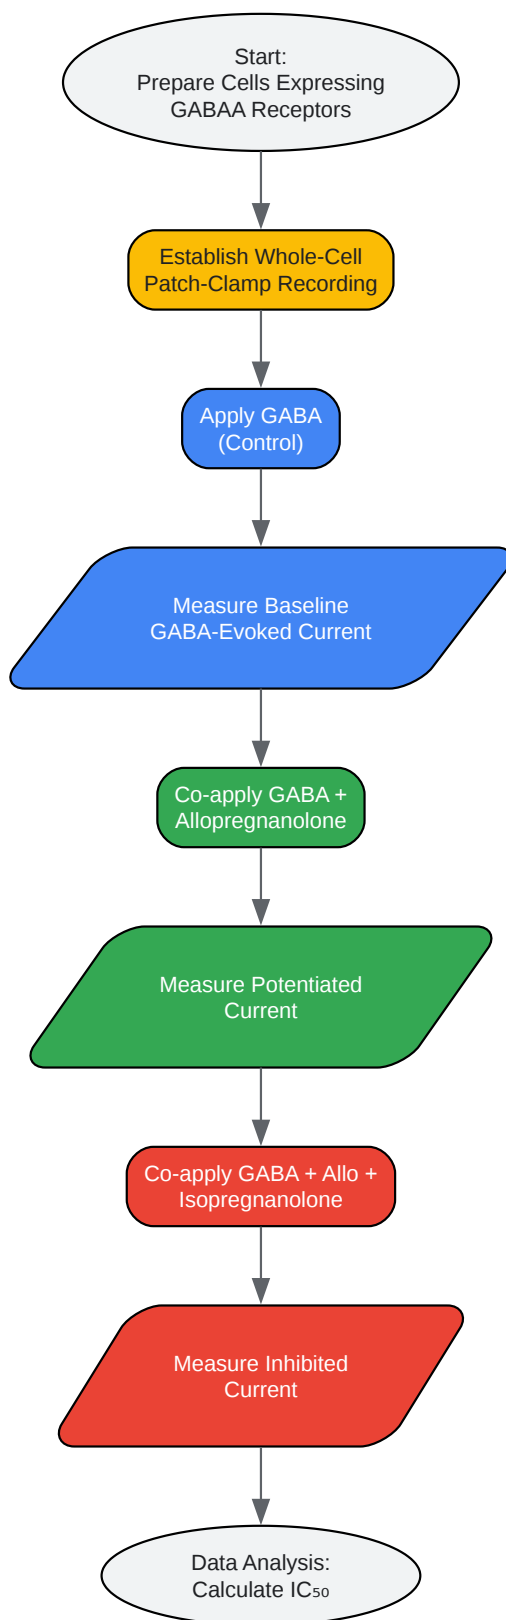 Start:
Prepare Cells Expressing
GABAA Receptors
Establish Whole-Cell
Patch-Clamp Recording
Apply GABA
(Control)
Measure Baseline
GABA-Evoked Current
Co-apply GABA +
Allopregnanolone
Measure Potentiated
Current
Co-apply GABA + Allo +
Isopregnanolone
Measure Inhibited
Current
Data Analysis:
Calculate IC₅₀